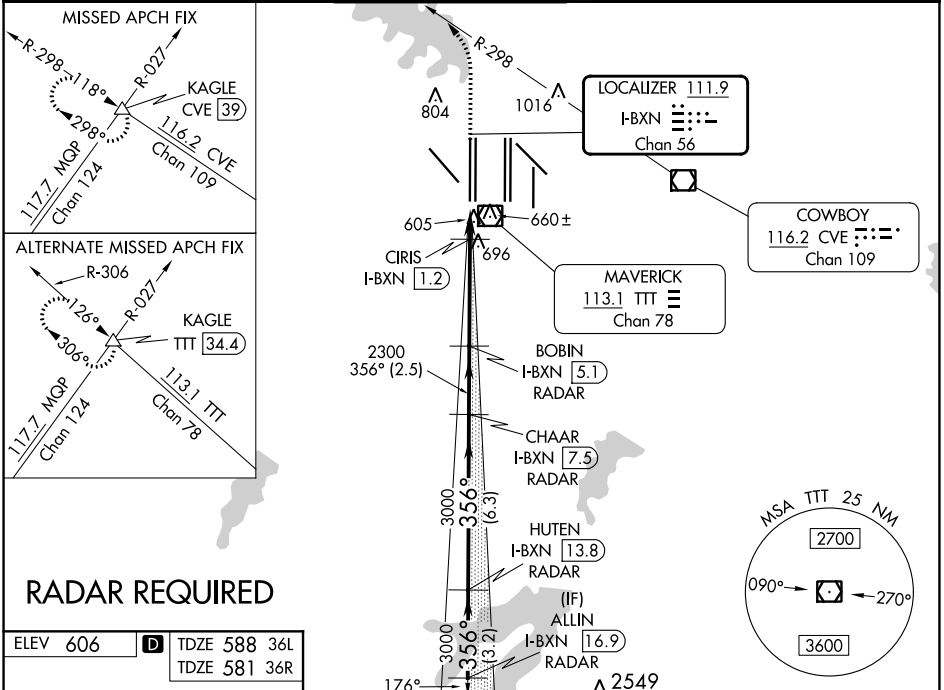 MISSED APCH FIX
R-298
118°
R-027
KAGLE
CVE 39
298°
116.2 CVE
Chan 109
117.7 MQP
Chan 124
ALTERNATE MISSED APCH FIX
R-306
126°
R-027
KAGLE
TTT 34.4
306°
113.1 TTT
Chan 78
117.7 MQP
Chan 124
R-298
804
1016
LOCALIZER 111.9
I-BXN
Chan 56
605
660±
696
CIRIS
I-BXN 1.2
COWBOY
116.2 CVE
Chan 109
MAVERICK
113.1 TTT
Chan 78
2300
356° (2.5)
BOBIN
I-BXN 5.1
RADAR
CHAAR
I-BXN 7.5
RADAR
3000
356°
(6.3)
HUTEN
I-BXN 13.8
RADAR
(IF)
ALLIN
I-BXN 16.9
RADAR
3000
356°
(3.2)
176°
2549
MSA TTT 25 NM
2700
090°
270°
3600
RADAR REQUIRED
ELEV 606
D
TDZE 588 36L
TDZE 581 36R